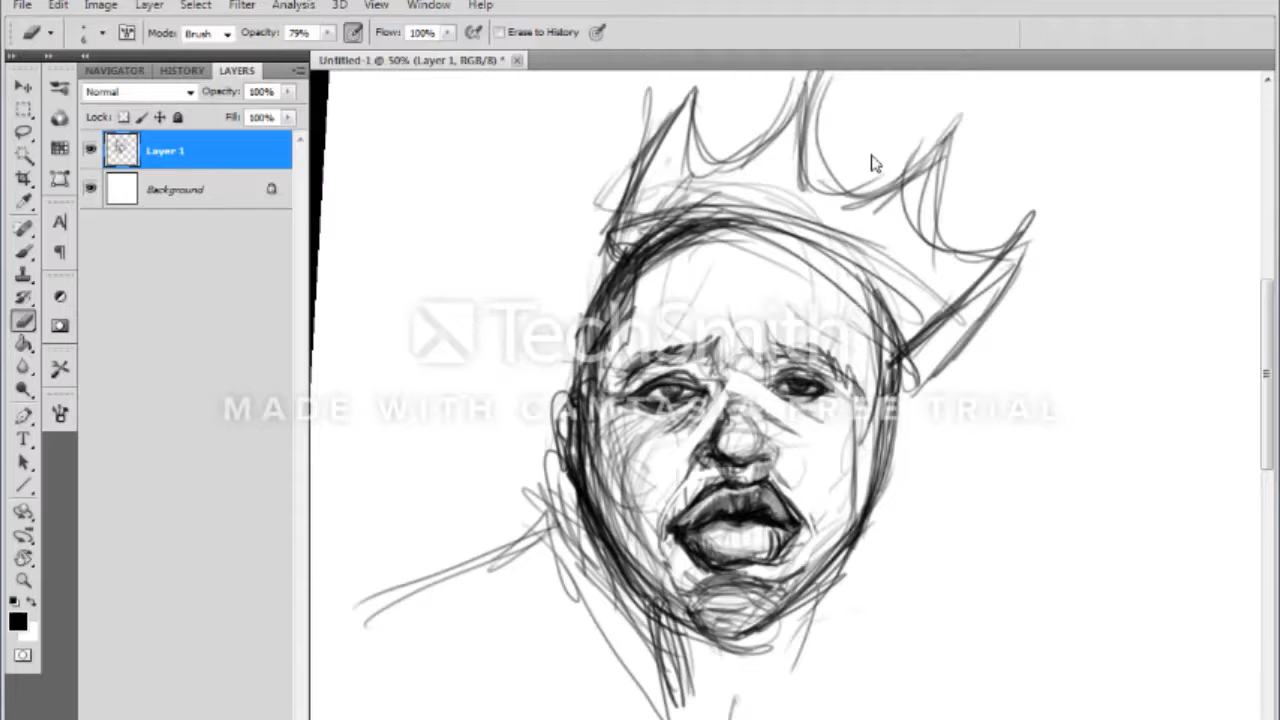 File Edit Image Layer Select Filter Analysis 3D View Window Help
6 Mode: Brush Opacity: 79% Flow: 100% Erase to History
NAVIGATOR HISTORY LAYERS
Untitled-1 @ 50% (Layer 1, RGB/8) *
Normal Opacity: 100%
Lock: Fill: 100%
Layer 1
Background
TechSmith
MADE WITH CAMTASIA FREE TRIAL